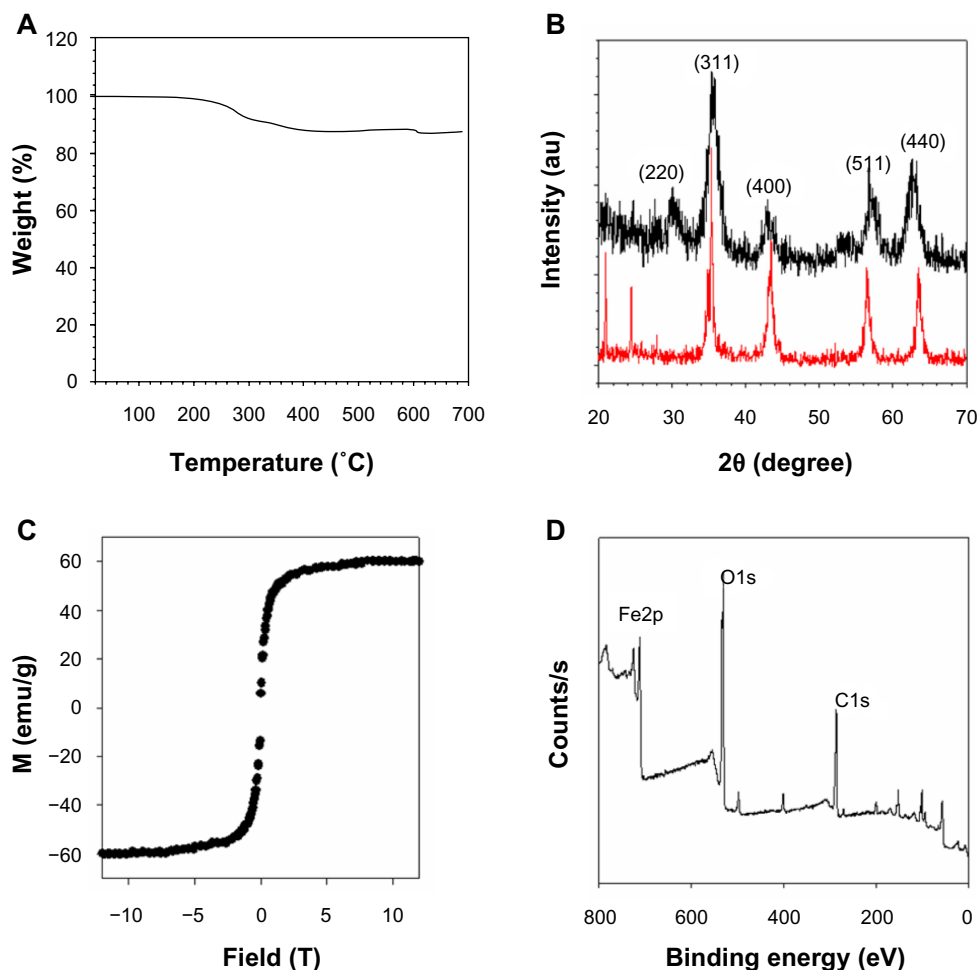 A
120
100
80
60
40
20
0
Weight (%)
0 100 200 300 400 500 600 700
Temperature (˚C)
B
(311)
(220)
(400)
(511)
(440)
Intensity (au)
20 30 40 50 60 70
2θ (degree)
C
60
40
20
0
−20
−40
−60
M (emu/g)
−10 −5 0 5 10
Field (T)
D
O1s
Fe2p
C1s
Counts/s
800 600 400 200 0
Binding energy (eV)